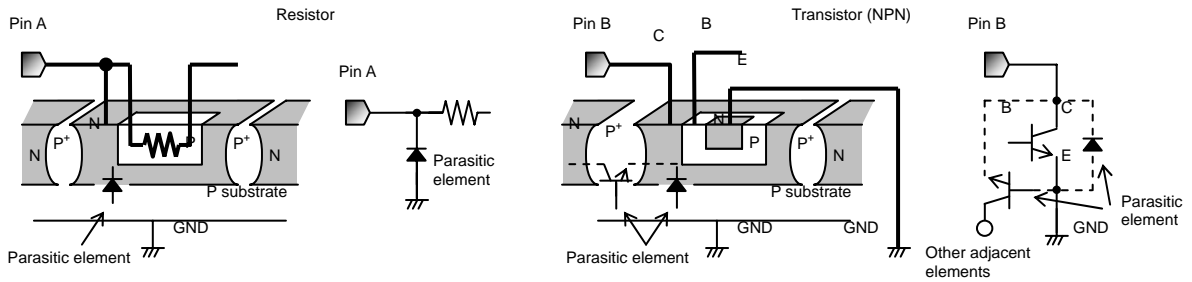 Resistor
Transistor (NPN)
Pin A
Pin B
C
B
E
Pin B
Pin A
N
N
P+
P
P+
N
Parasitic element
P substrate
GND
Parasitic element
N
P+
N
P
P+
N
P substrate
GND
GND
Parasitic element
B
C
E
GND
Parasitic element
Other adjacent elements